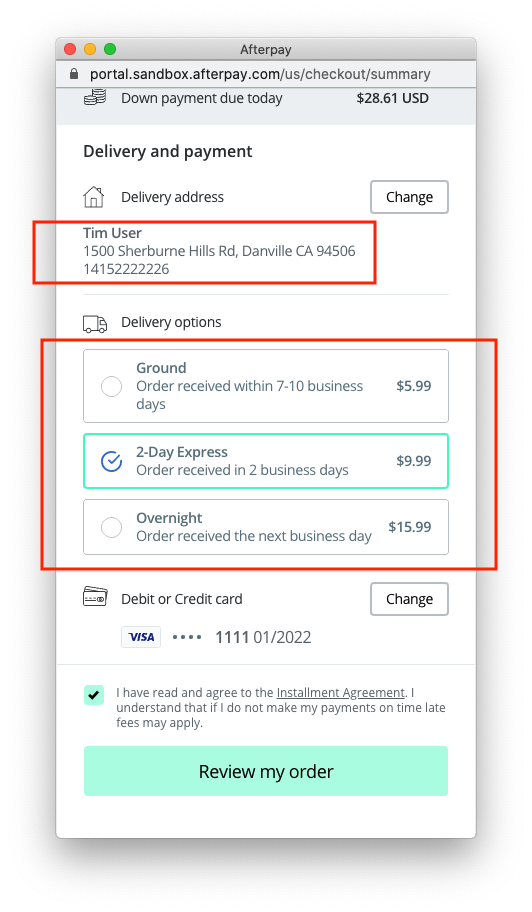 Afterpay
portal.sandbox.afterpay.com/us/checkout/summary
Down payment due today $28.61 USD
Delivery and payment
Delivery address Change
Tim User
1500 Sherburne Hills Rd, Danville CA 94506
14152222226
Delivery options
Ground
Order received within 7-10 business
days
$5.99
2-Day Express
Order received in 2 business days
$9.99
Overnight
Order received the next business day
$15.99
Debit or Credit card Change
VISA •••• 1111 01/2022
I have read and agree to the Installment Agreement. I
understand that if I do not make my payments on time late
fees may apply.
Review my order